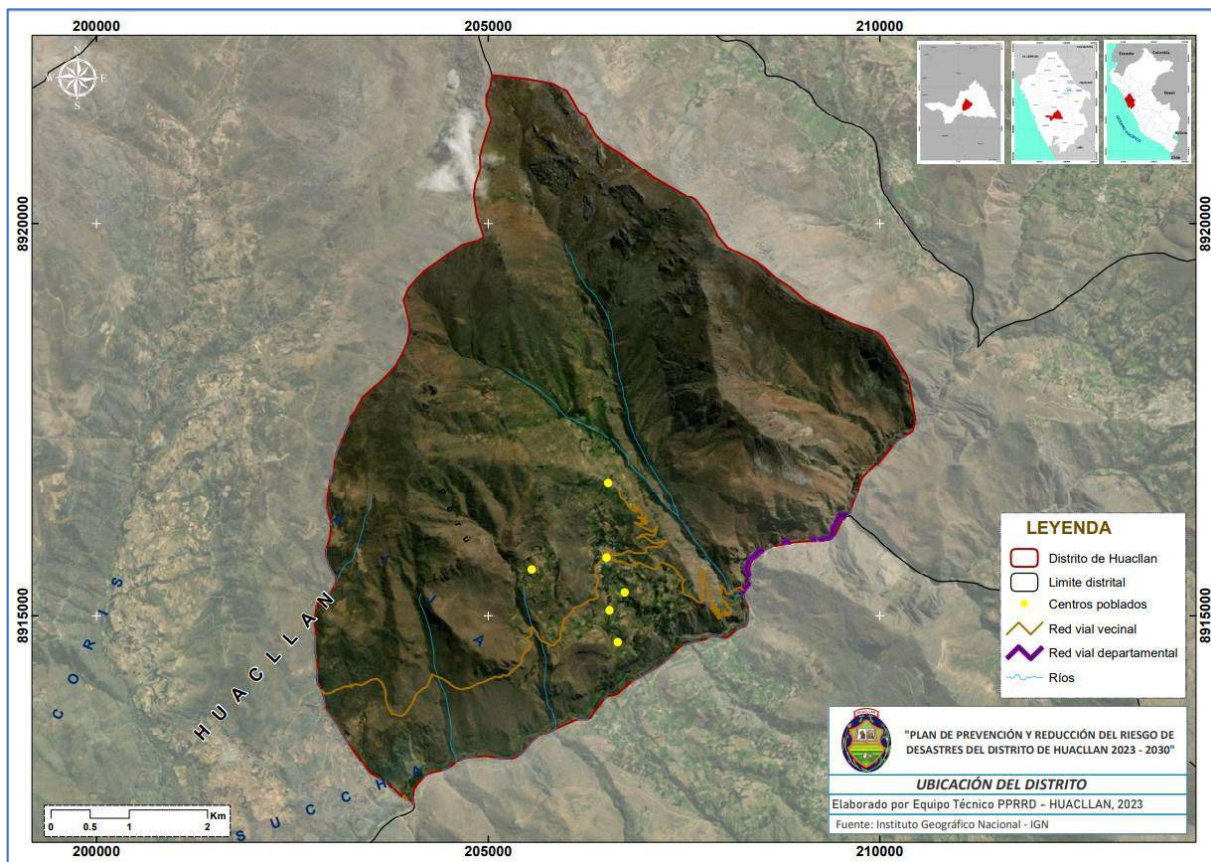 200000
205000
210000
N
W
E
S
8920000
8920000
8915000
8915000
CORIS
HUACLLAN
SUCCHA
LEYENDA
Distrito de Huacllan
Limite distrital
Centros poblados
Red vial vecinal
Red vial departamental
Ríos
HUACLLAN
"PLAN DE PREVENCIÓN Y REDUCCIÓN DEL RIESGO DE
DESASTRES DEL DISTRITO DE HUACLLAN 2023 - 2030"
UBICACIÓN DEL DISTRITO
Elaborado por Equipo Técnico PPRRD – HUACLLAN, 2023
Fuente: Instituto Geográfico Nacional - IGN
Km
0 0.5 1 2
200000
205000
210000